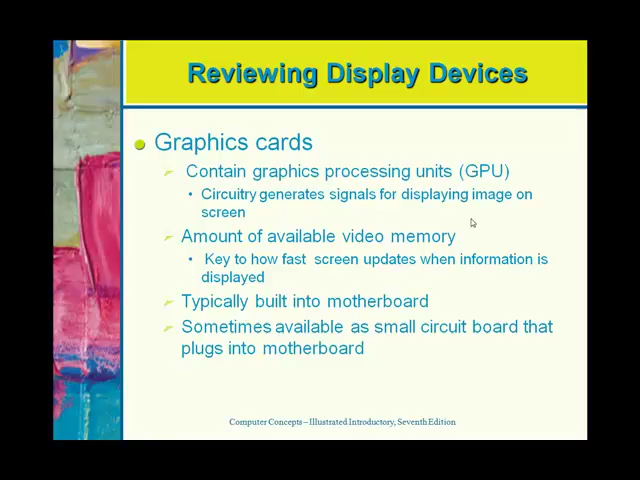 Reviewing Display Devices
Graphics cards
Contain graphics processing units (GPU)
Circuitry generates signals for displaying image on
screen
Amount of available video memory
Key to how fast screen updates when information is
displayed
Typically built into motherboard
Sometimes available as small circuit board that
plugs into motherboard
Computer Concepts – Illustrated Introductory, Seventh Edition